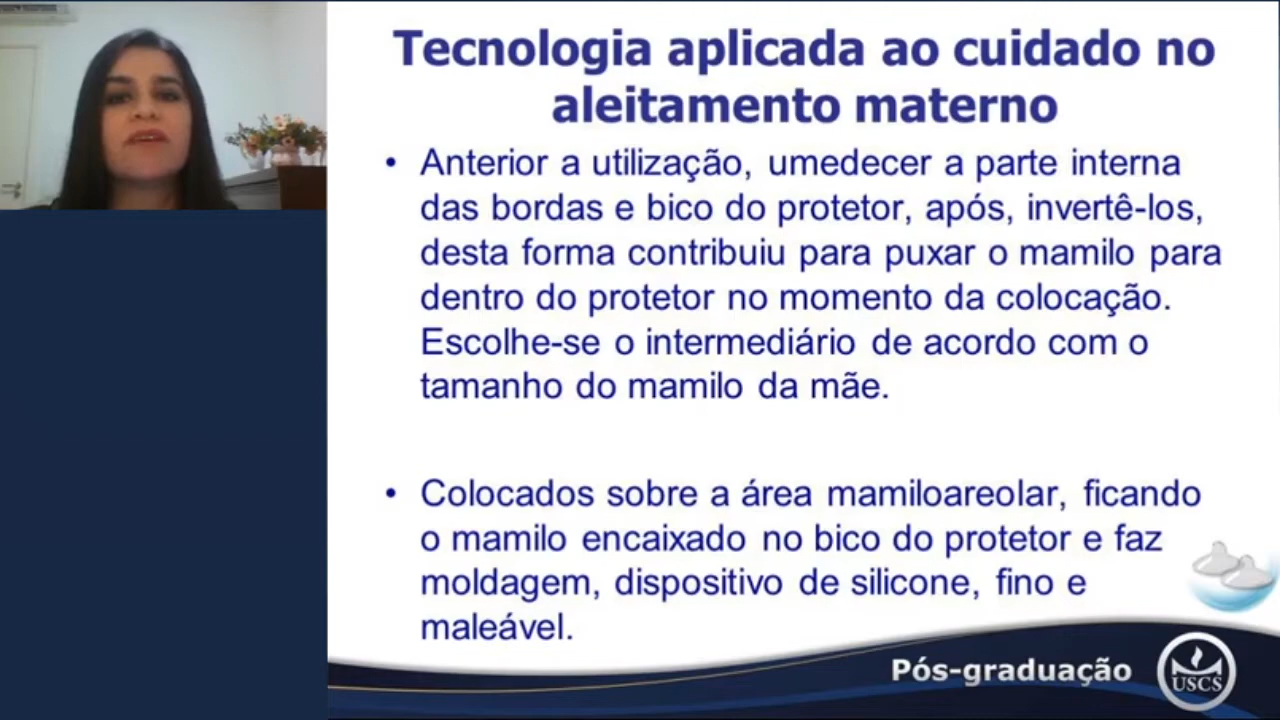 Tecnologia aplicada ao cuidado no
aleitamento materno
• Anterior a utilização, umedecer a parte interna
das bordas e bico do protetor, após, invertê-los,
desta forma contribuiu para puxar o mamilo para
dentro do protetor no momento da colocação.
Escolhe-se o intermediário de acordo com o
tamanho do mamilo da mãe.
• Colocados sobre a área mamiloareolar, ficando
o mamilo encaixado no bico do protetor e faz
moldagem, dispositivo de silicone, fino e
maleável.
Pós-graduação
USCS